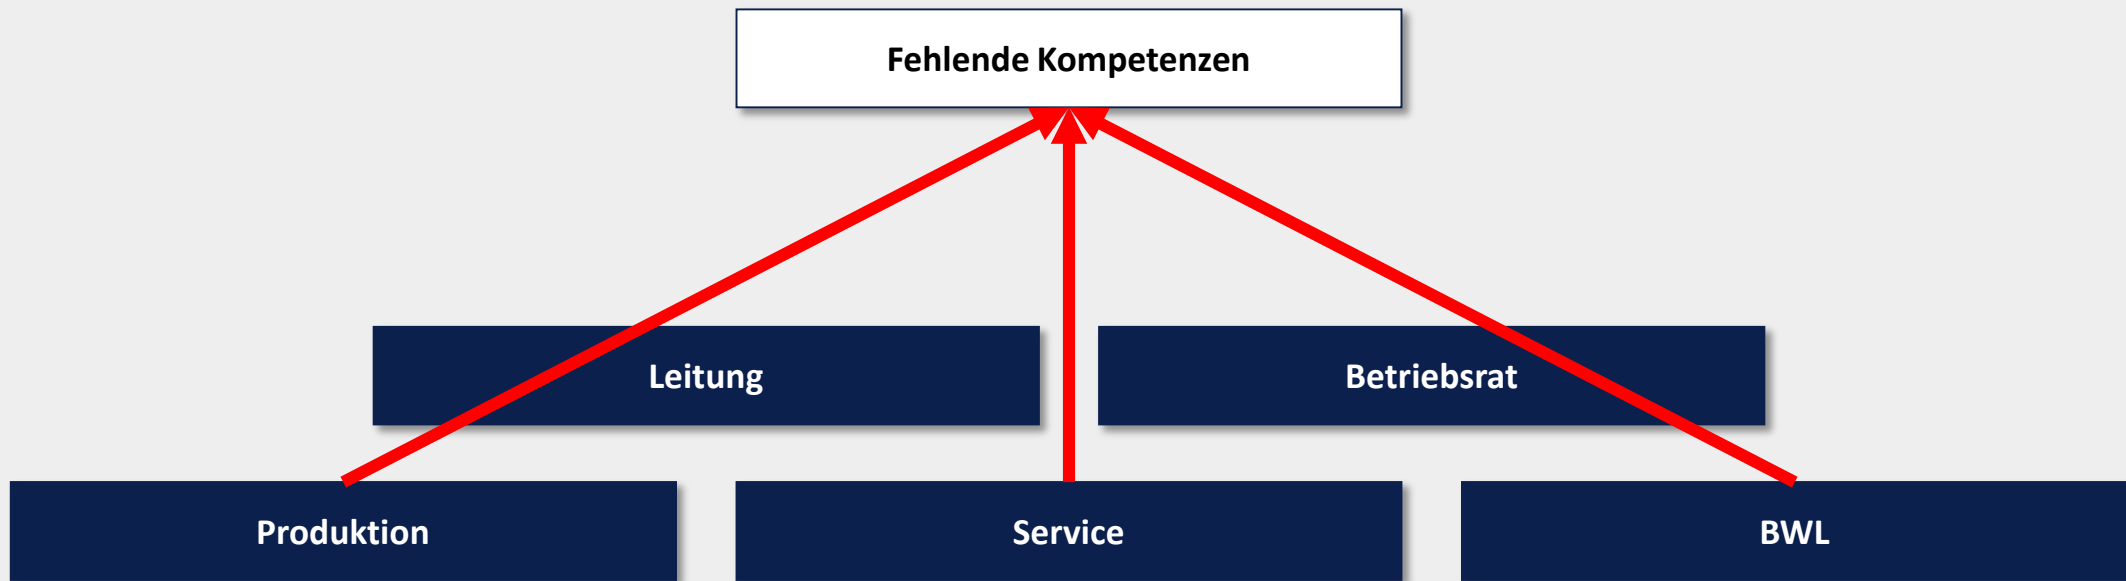 Fehlende Kompetenzen
Leitung
Betriebsrat
Produktion
Service
BWL